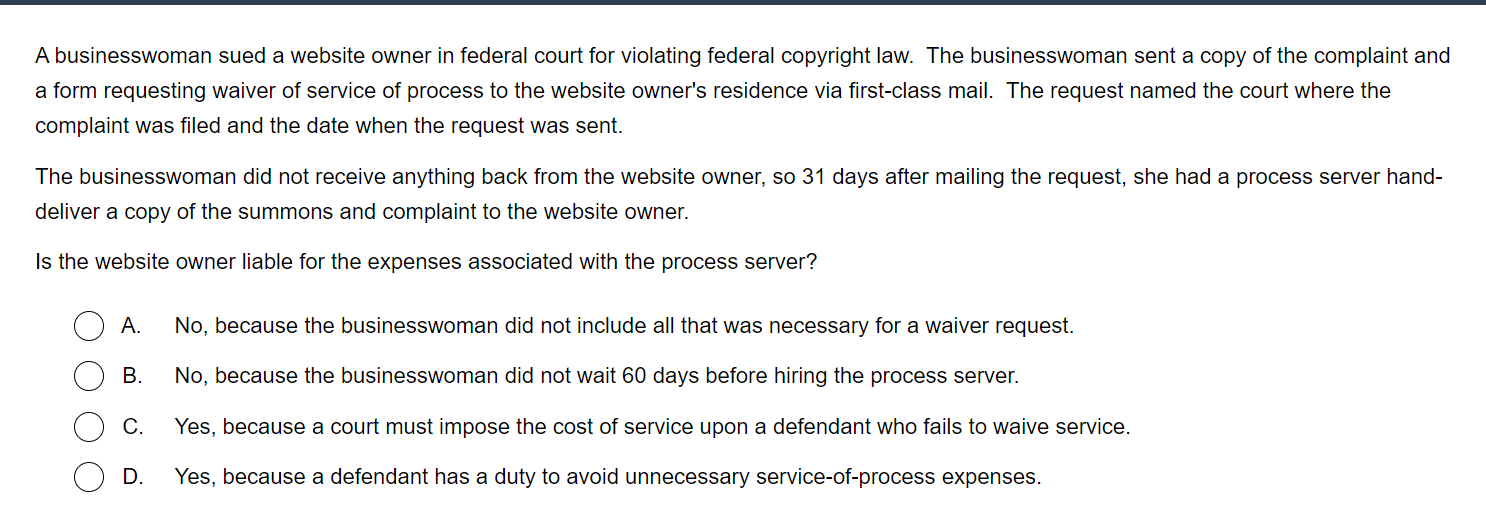 A businesswoman sued a website owner in federal court for violating federal copyright law.  The businesswoman sent a copy of the complaint and
a form requesting waiver of service of process to the website owner's residence via first-class mail.  The request named the court where the
complaint was filed and the date when the request was sent.
The businesswoman did not receive anything back from the website owner, so 31 days after mailing the request, she had a process server hand-
deliver a copy of the summons and complaint to the website owner.
Is the website owner liable for the expenses associated with the process server?
A. No, because the businesswoman did not include all that was necessary for a waiver request.
B. No, because the businesswoman did not wait 60 days before hiring the process server.
C. Yes, because a court must impose the cost of service upon a defendant who fails to waive service.
D. Yes, because a defendant has a duty to avoid unnecessary service-of-process expenses.